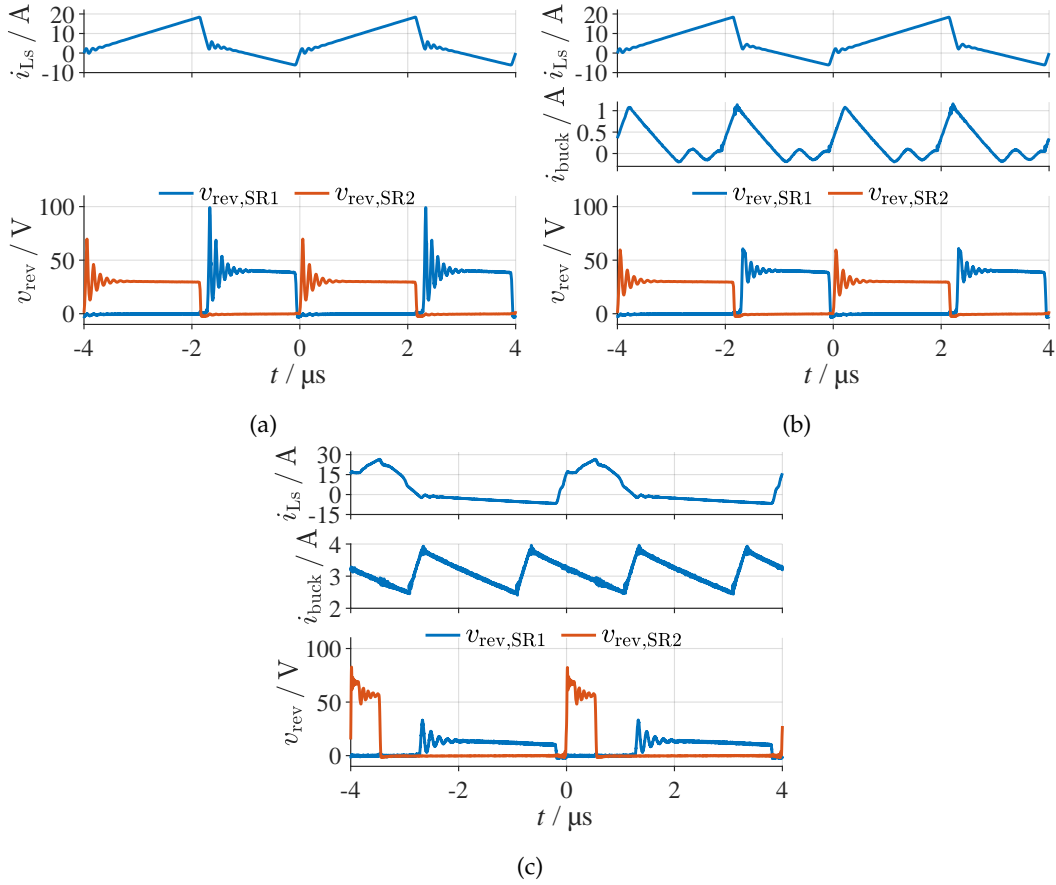 i_Ls / A
20
10
0
-10
v_rev,SR1
v_rev,SR2
v_rev / V
100
50
0
-4
-2
0
2
4
t / μs
(a)
i_Ls / A
20
10
0
-10
i_buck / A
1
0.5
0
v_rev,SR1
v_rev,SR2
v_rev / V
100
50
0
-4
-2
0
2
4
t / μs
(b)
i_Ls / A
30
15
0
-15
i_buck / A
4
3
2
v_rev,SR1
v_rev,SR2
v_rev / V
100
50
0
-4
-2
0
2
4
t / μs
(c)